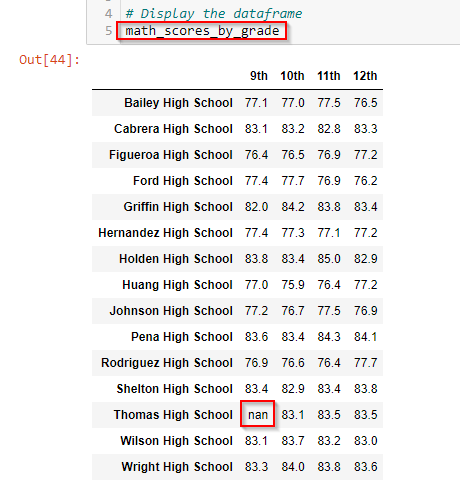 4 # Display the dataframe
5 math_scores_by_grade
Out[44]:
9th 10th 11th 12th
Bailey High School 77.1 77.0 77.5 76.5
Cabrera High School 83.1 83.2 82.8 83.3
Figueroa High School 76.4 76.5 76.9 77.2
Ford High School 77.4 77.7 76.9 76.2
Griffin High School 82.0 84.2 83.8 83.4
Hernandez High School 77.4 77.3 77.1 77.2
Holden High School 83.8 83.4 85.0 82.9
Huang High School 77.0 75.9 76.4 77.2
Johnson High School 77.2 76.7 77.5 76.9
Pena High School 83.6 83.4 84.3 84.1
Rodriguez High School 76.9 76.6 76.4 77.7
Shelton High School 83.4 82.9 83.4 83.8
Thomas High School nan 83.1 83.5 83.5
Wilson High School 83.1 83.7 83.2 83.0
Wright High School 83.3 84.0 83.8 83.6